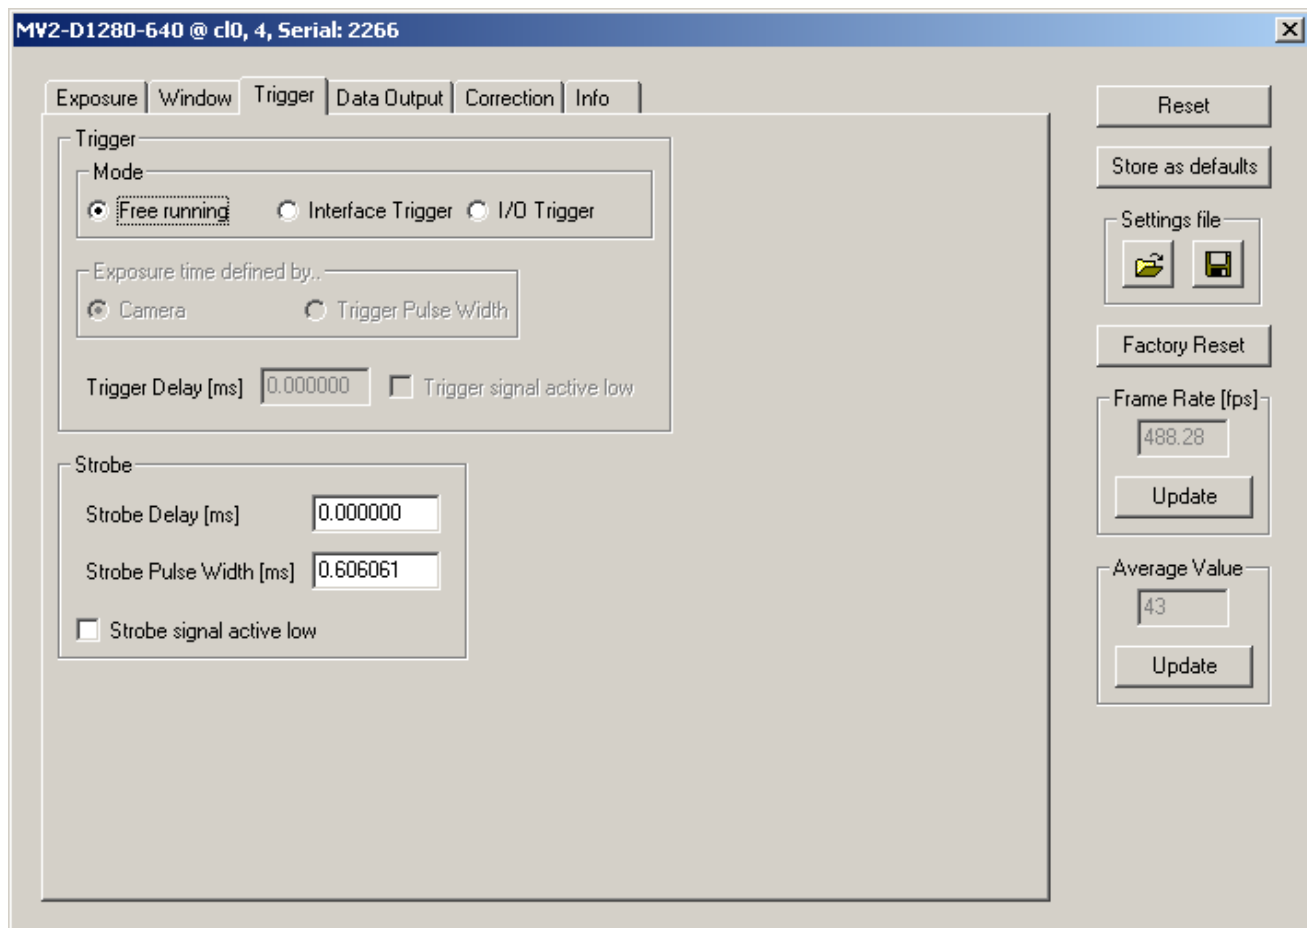 MV2-D1280-640 @ cl0, 4, Serial: 2266
Exposure Window Trigger Data Output Correction Info
Trigger
Mode
Free running Interface Trigger I/O Trigger
Exposure time defined by..
Camera Trigger Pulse Width
Trigger Delay [ms] 0.000000 Trigger signal active low
Strobe
Strobe Delay [ms] 0.000000
Strobe Pulse Width [ms] 0.606061
Strobe signal active low
Reset
Store as defaults
Settings file
Factory Reset
Frame Rate [fps]
488.28
Update
Average Value
43
Update